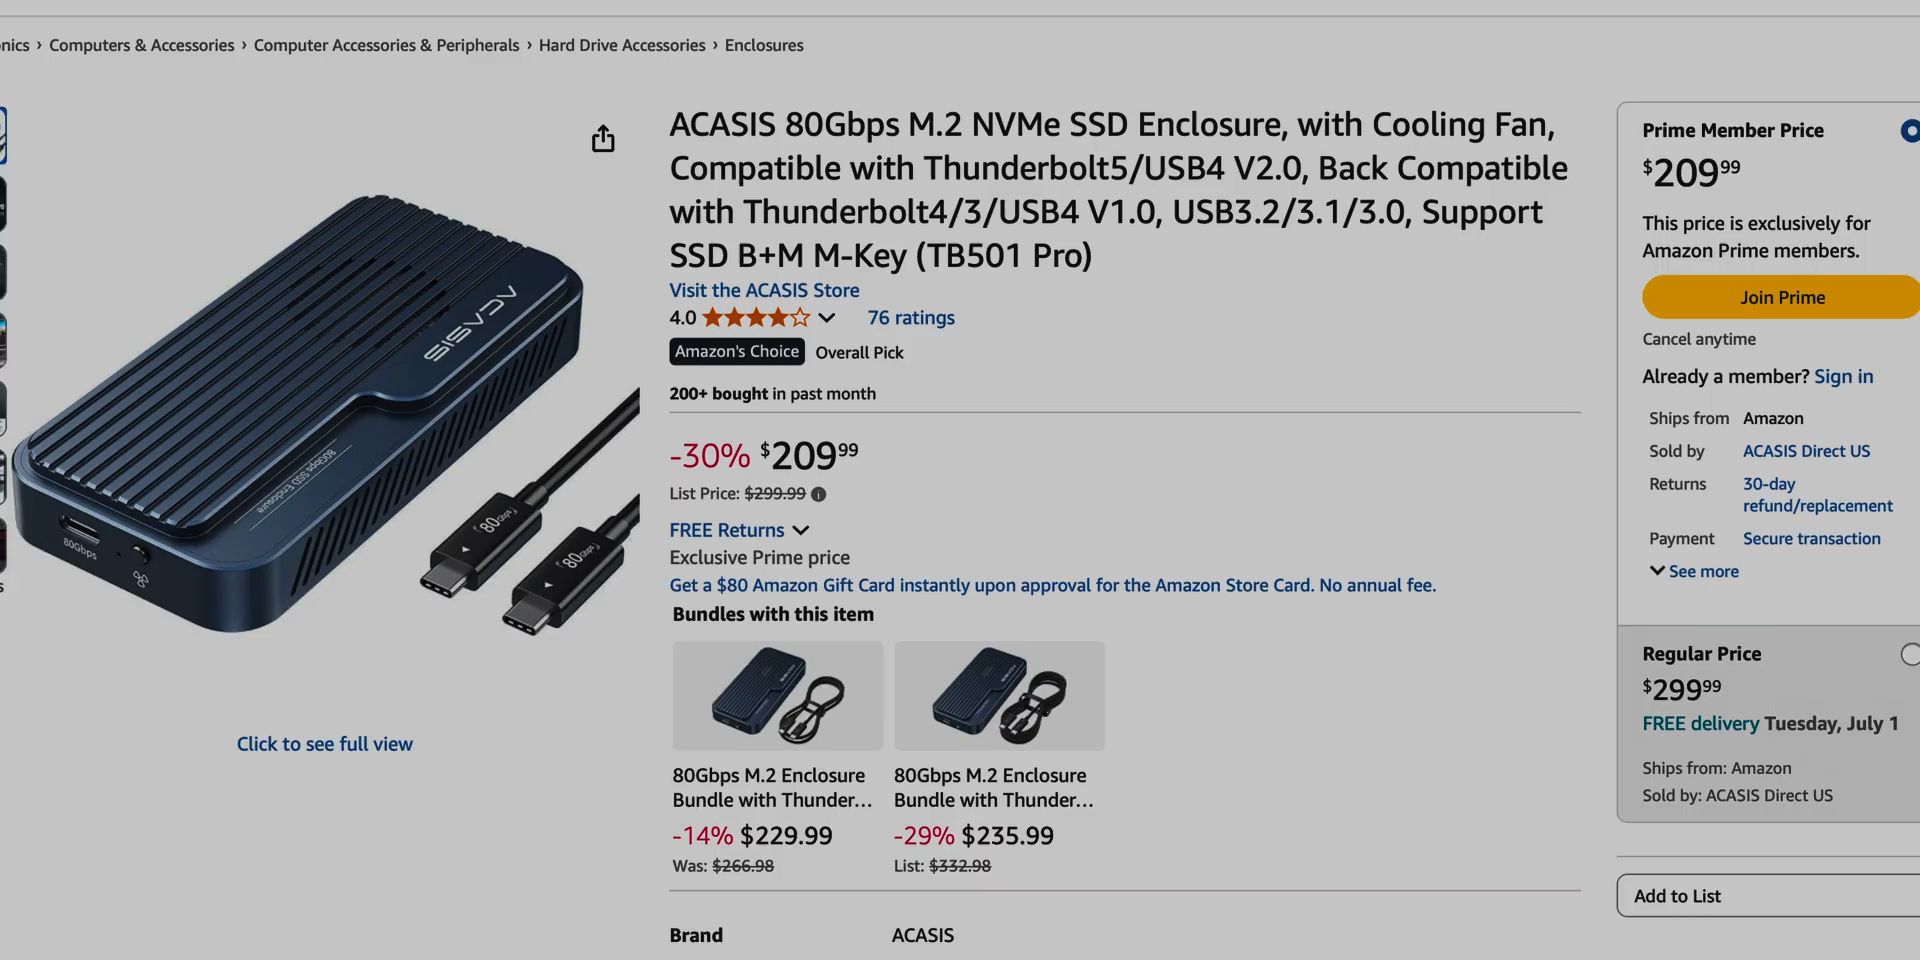 nics › Computers & Accessories › Computer Accessories & Peripherals › Hard Drive Accessories › Enclosures
ACASIS
80Gbps SSD Enclosure
80Gbps
80Gbps
80Gbps
Click to see full view
ACASIS 80Gbps M.2 NVMe SSD Enclosure, with Cooling Fan,
Compatible with Thunderbolt5/USB4 V2.0, Back Compatible
with Thunderbolt4/3/USB4 V1.0, USB3.2/3.1/3.0, Support
SSD B+M M-Key (TB501 Pro)
Visit the ACASIS Store
4.0 76 ratings
Amazon's Choice Overall Pick
200+ bought in past month
-30% $209.99
List Price: $299.99
FREE Returns
Exclusive Prime price
Get a $80 Amazon Gift Card instantly upon approval for the Amazon Store Card. No annual fee.
Bundles with this item
80Gbps M.2 Enclosure
Bundle with Thunder...
-14% $229.99
Was: $266.98
80Gbps M.2 Enclosure
Bundle with Thunder...
-29% $235.99
List: $332.98
Brand ACASIS
Prime Member Price
$209.99
This price is exclusively for
Amazon Prime members.
Join Prime
Cancel anytime
Already a member? Sign in
Ships from Amazon
Sold by ACASIS Direct US
Returns 30-day
refund/replacement
Payment Secure transaction
See more
Regular Price
$299.99
FREE delivery Tuesday, July 1
Ships from: Amazon
Sold by: ACASIS Direct US
Add to List